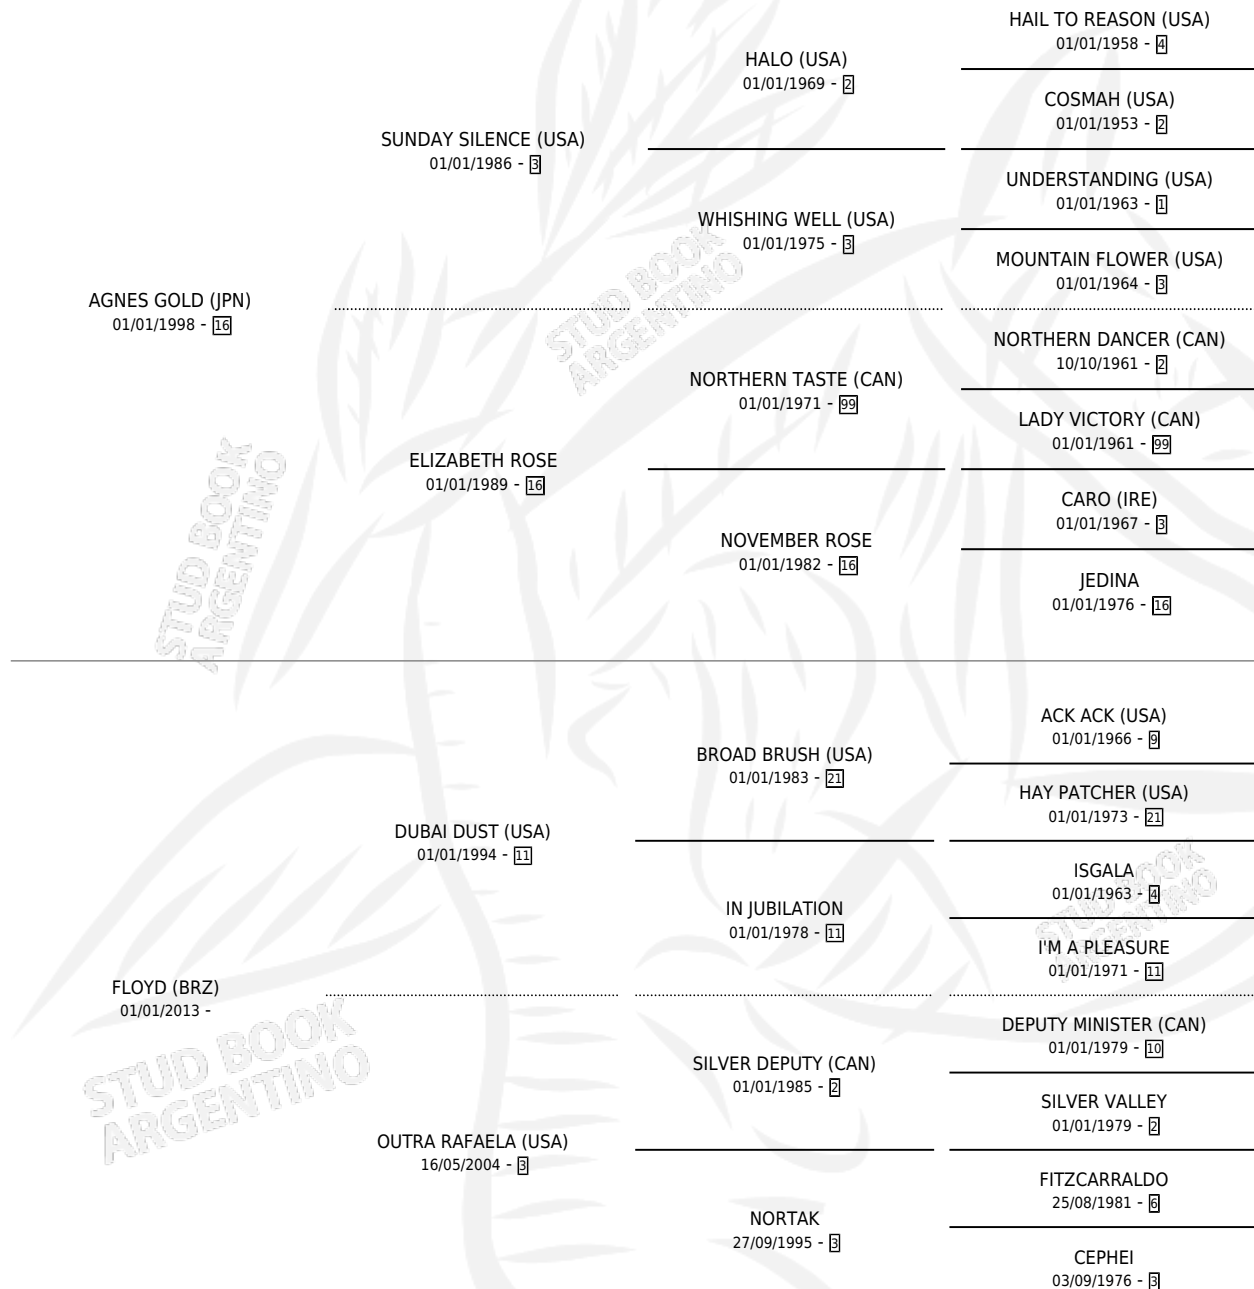 AGNES GOLD (JPN)
01/01/1998 - 16
SUNDAY SILENCE (USA)
01/01/1986 - 3
HALO (USA)
01/01/1969 - 2
HAIL TO REASON (USA)
01/01/1958 - 4
COSMAH (USA)
01/01/1953 - 2
WHISHING WELL (USA)
01/01/1975 - 3
UNDERSTANDING (USA)
01/01/1963 - 1
MOUNTAIN FLOWER (USA)
01/01/1964 - 3
ELIZABETH ROSE
01/01/1989 - 16
NORTHERN TASTE (CAN)
01/01/1971 - 99
NORTHERN DANCER (CAN)
10/10/1961 - 2
LADY VICTORY (CAN)
01/01/1961 - 99
NOVEMBER ROSE
01/01/1982 - 16
CARO (IRE)
01/01/1967 - 3
JEDINA
01/01/1976 - 16
FLOYD (BRZ)
01/01/2013 -
DUBAI DUST (USA)
01/01/1994 - 11
BROAD BRUSH (USA)
01/01/1983 - 21
ACK ACK (USA)
01/01/1966 - 9
HAY PATCHER (USA)
01/01/1973 - 21
IN JUBILATION
01/01/1978 - 11
ISGALA
01/01/1963 - 4
I'M A PLEASURE
01/01/1971 - 11
OUTRA RAFAELA (USA)
16/05/2004 - 3
SILVER DEPUTY (CAN)
01/01/1985 - 2
DEPUTY MINISTER (CAN)
01/01/1979 - 10
SILVER VALLEY
01/01/1979 - 2
NORTAK
27/09/1995 - 3
FITZCARRALDO
25/08/1981 - 6
CEPHEI
03/09/1976 - 3
STUD BOOK
ARGENTINO
STUD BOOK
ARGENTINO
STUD BOOK
ARGENTINO
STUD BOOK
ARGENTINO